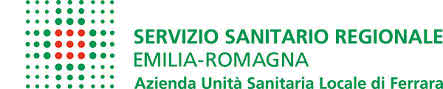 SERVIZIO SANITARIO REGIONALE
EMILIA-ROMAGNA
Azienda Unità Sanitaria Locale di Ferrara